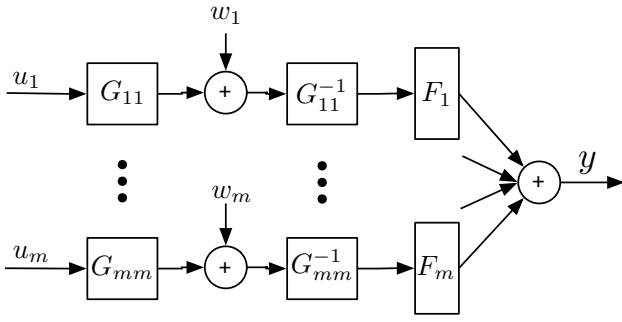 w₁
u₁ G₁₁ + G₁₁⁻¹ F₁
+ y
wₘ
uₘ Gₘₘ + Gₘₘ⁻¹ Fₘ